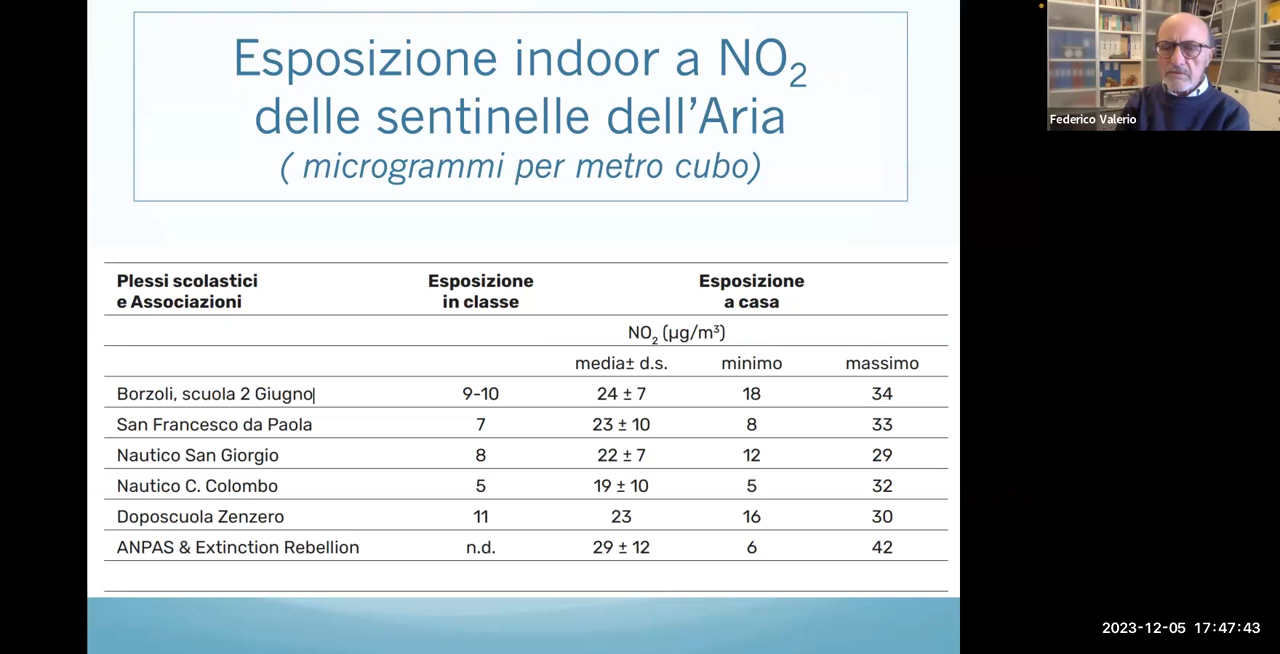 Esposizione indoor a NO₂
delle sentinelle dell’Aria
( microgrammi per metro cubo)
Federico Valerio
Plessi scolastici e Associazioni Esposizione in classe Esposizione a casa
NO₂ (µg/m³)
media± d.s. minimo massimo
Borzoli, scuola 2 Giugno 9-10 24 ± 7 18 34
San Francesco da Paola 7 23 ± 10 8 33
Nautico San Giorgio 8 22 ± 7 12 29
Nautico C. Colombo 5 19 ± 10 5 32
Doposcuola Zenzero 11 23 16 30
ANPAS & Extinction Rebellion n.d. 29 ± 12 6 42
2023-12-05 17:47:43